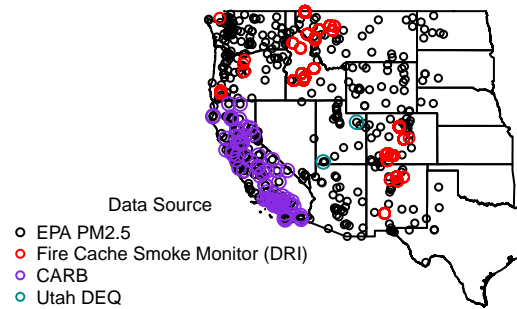 Data Source
EPA PM2.5
Fire Cache Smoke Monitor (DRI)
CARB
Utah DEQ